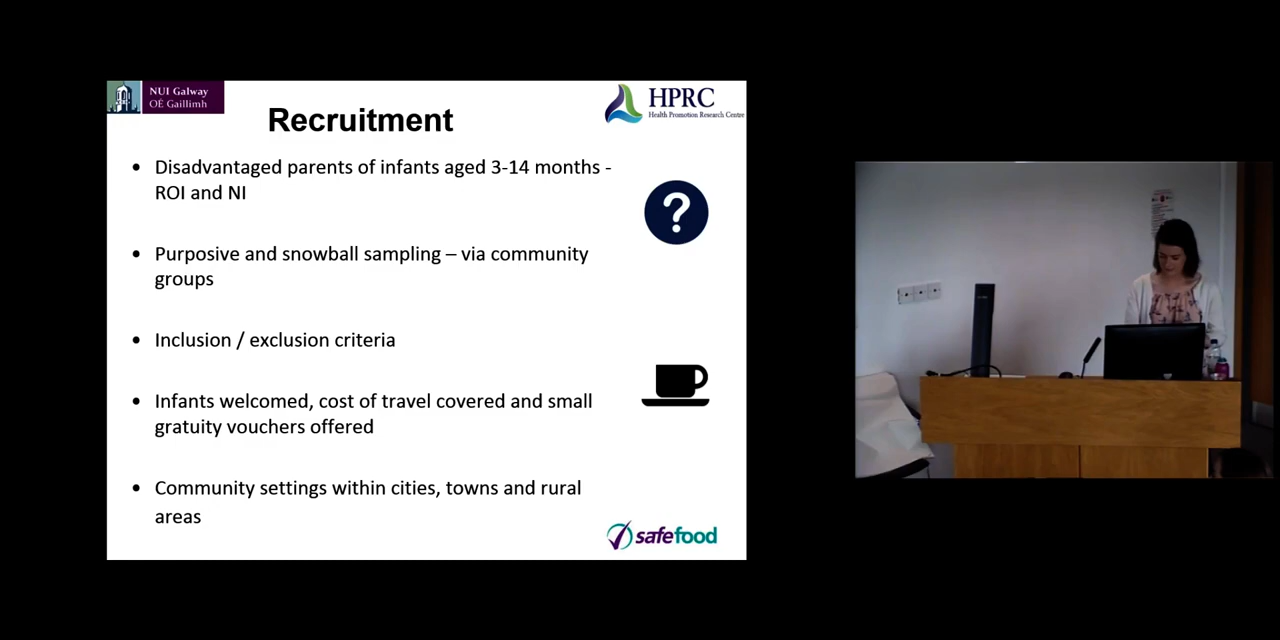 NUI Galway
OÉ Gaillimh
HPRC
Health Promotion Research Centre
Recruitment
• Disadvantaged parents of infants aged 3-14 months -
ROI and NI
?
• Purposive and snowball sampling – via community
groups
• Inclusion / exclusion criteria
• Infants welcomed, cost of travel covered and small
gratuity vouchers offered
• Community settings within cities, towns and rural
areas
safefood